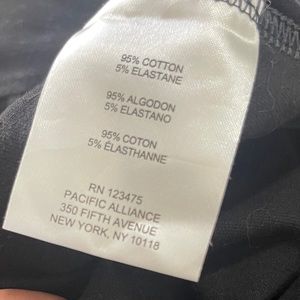 95% COTTON
5% ELASTANE
95% ALGODON
5% ELASTANO
95% COTON
5% ÉLASTHANNE
RN 123475
PACIFIC ALLIANCE
350 FIFTH AVENUE
NEW YORK, NY 10118